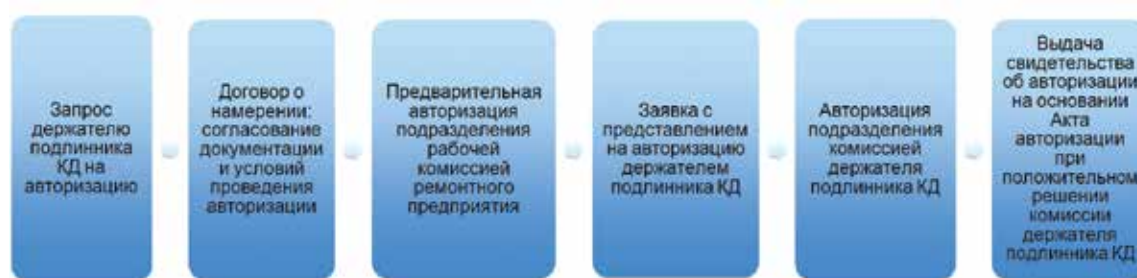 Запрос
держателю
подлинника
КД на
авторизацию
Договор о
намерении:
согласование
документации
и условий
проведения
авторизации
Предварительная
авторизация
подразделения
рабочей
комиссией
ремонтного
предприятия
Заявка с
представлением
на авторизацию
держателем
подлинника КД
Авторизация
подразделения
комиссией
держателя
подлинника КД
Выдача
свидетельства
об авторизации
на основании
Акта
авторизации
при
положительном
решении
комиссии
держателя
подлинника КД